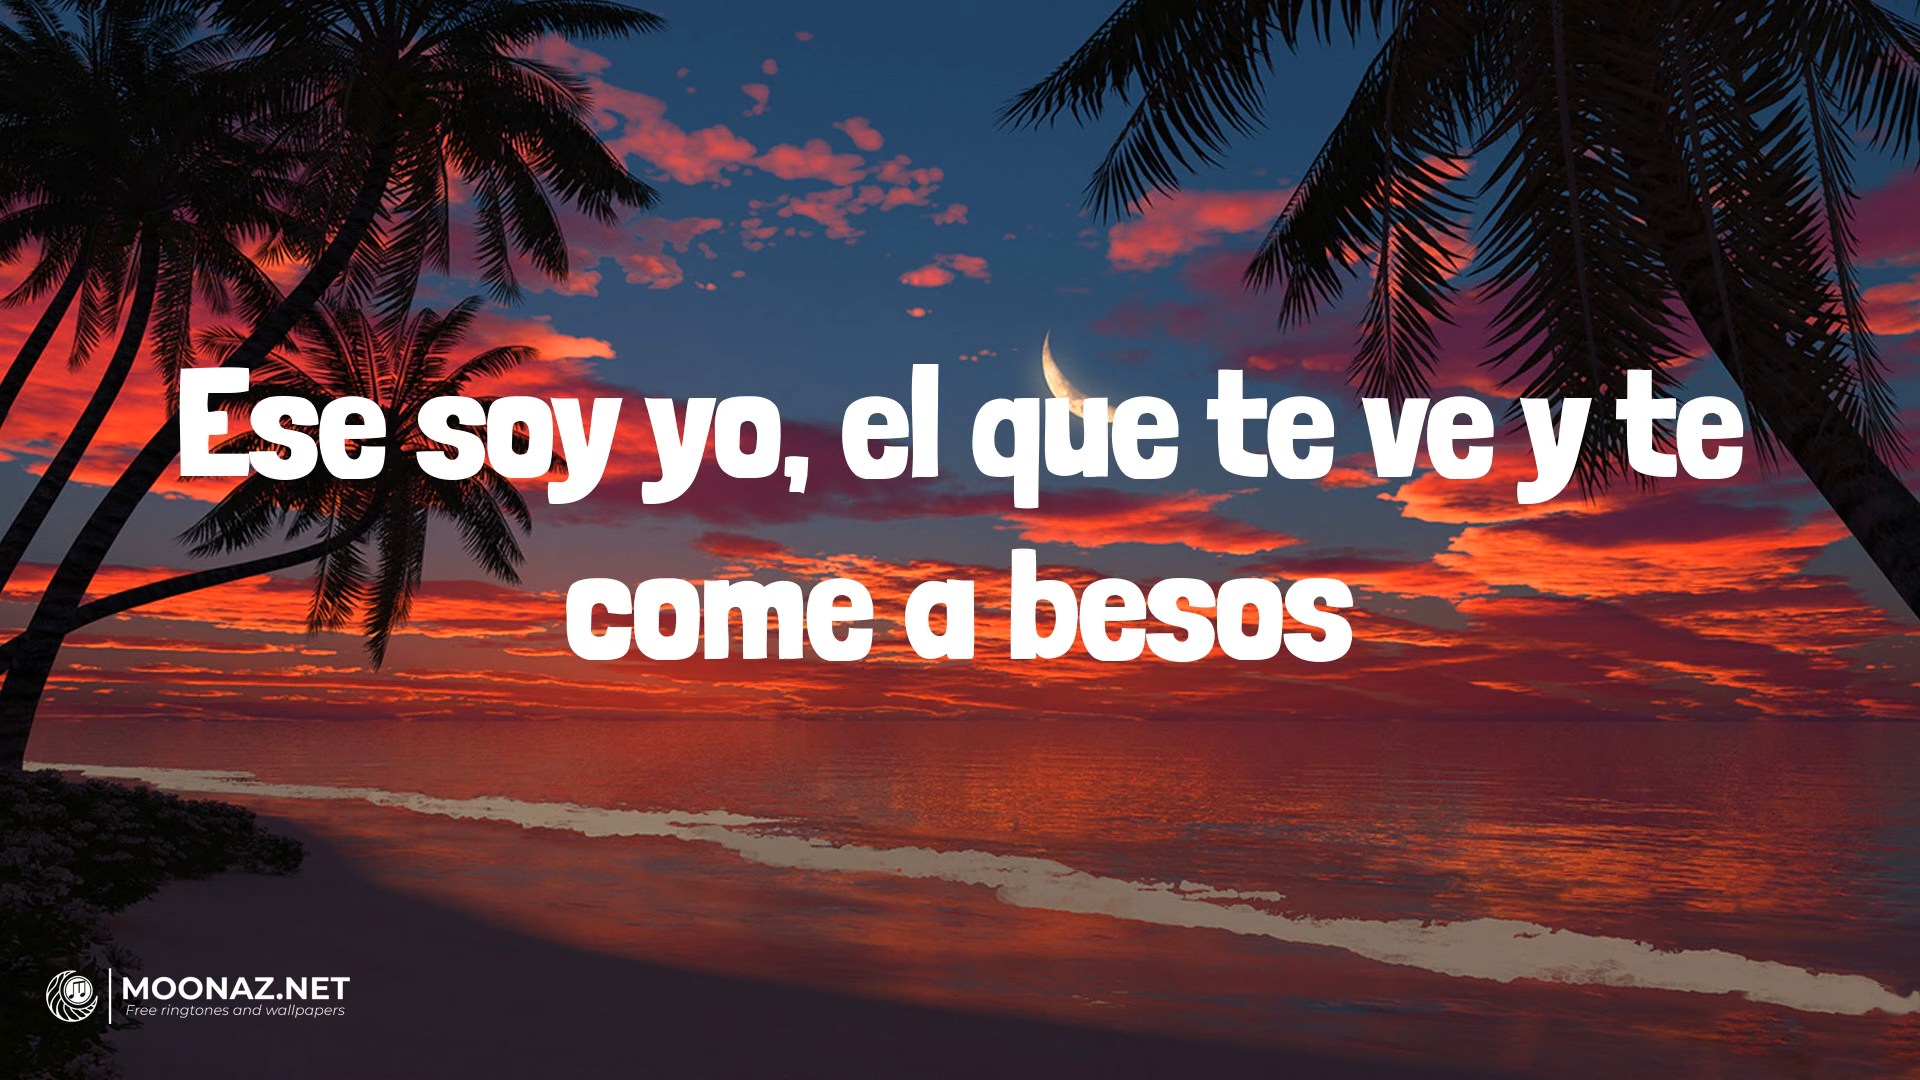 Ese soy yo, el que te ve y te
come a besos
MOONAZ.NET
Free ringtones and wallpapers